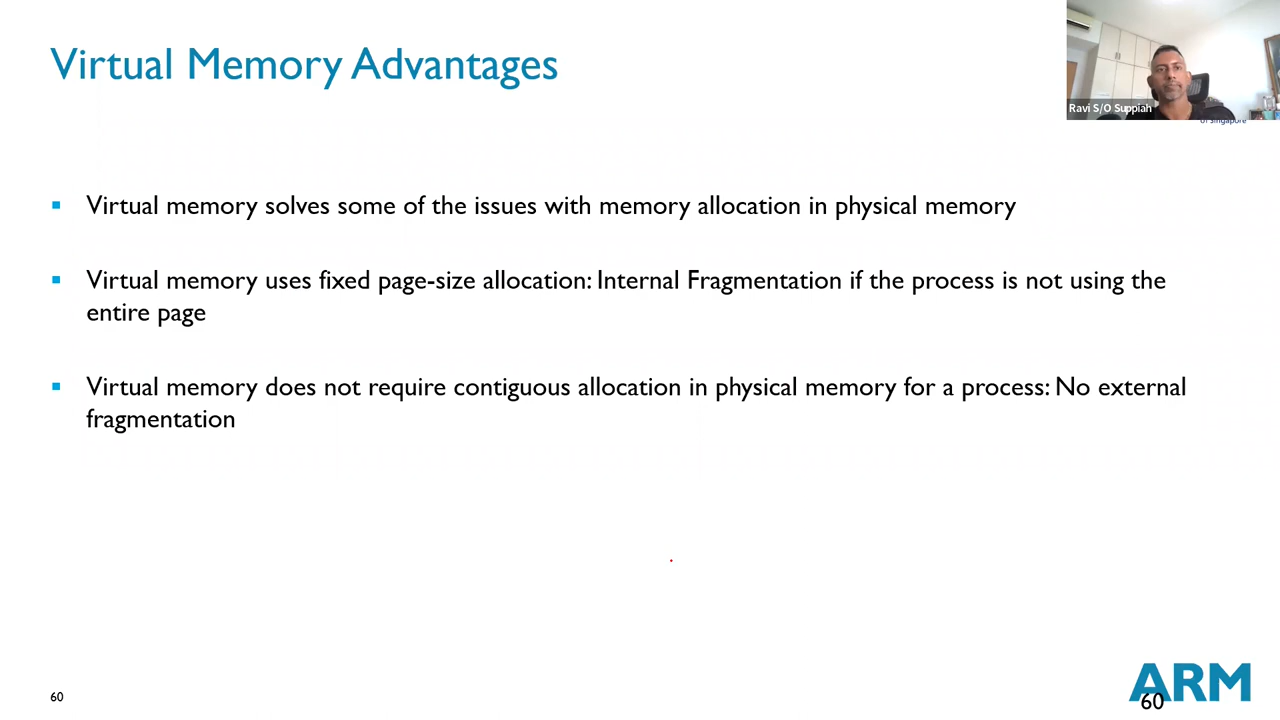 Virtual Memory Advantages
Ravi S/O Suppiah
of Singapore
▪ Virtual memory solves some of the issues with memory allocation in physical memory
▪ Virtual memory uses fixed page-size allocation: Internal Fragmentation if the process is not using the
entire page
▪ Virtual memory does not require contiguous allocation in physical memory for a process: No external
fragmentation
60
ARM
60